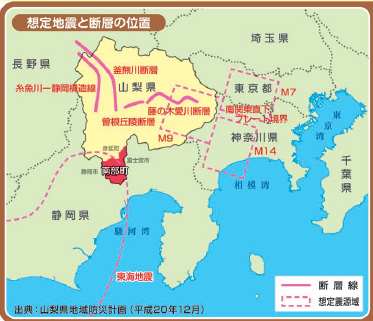 想定地震と断層の位置
埼玉県
長野県
釜無川断層
東京都
M7
糸魚川ー静岡構造線
山梨県
南関東直下
プレート境界
藤の木愛川断層
曽根丘陵断層
M9
神奈川県
M14
東京湾
千葉県
身延町
富士宮市
静岡市
南部町
相模湾
静岡県
駿河湾
東海地震
断層線
想定震源域
出典：山梨県地域防災計画（平成20年12月）